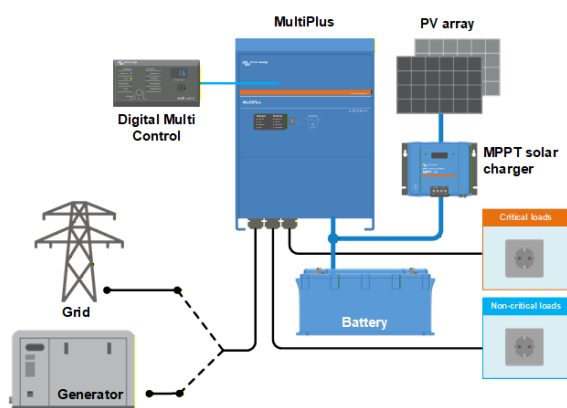 MultiPlus
PV array
Digital Multi
Control
MultiPlus
MPPT solar
charger
Critical loads
Grid
Non-critical loads
Battery
Generator